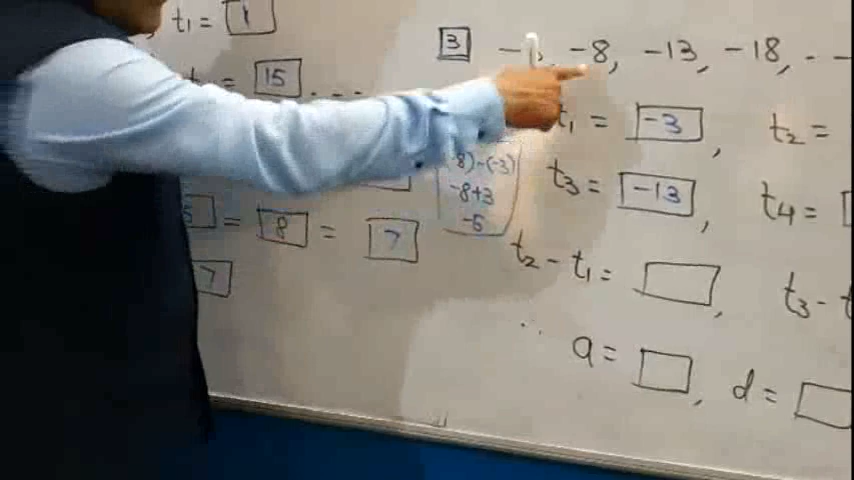 t₁ = 1
= 15 ....
= 8 = 7
7
3 -8, -13, -18, . -
t₁ = -3, t₂ =
8)-(-3)
-8+3
-5
t₃ = -13, t₄ =
t₂ - t₁ = , t₃ - t
∴ a = , d =